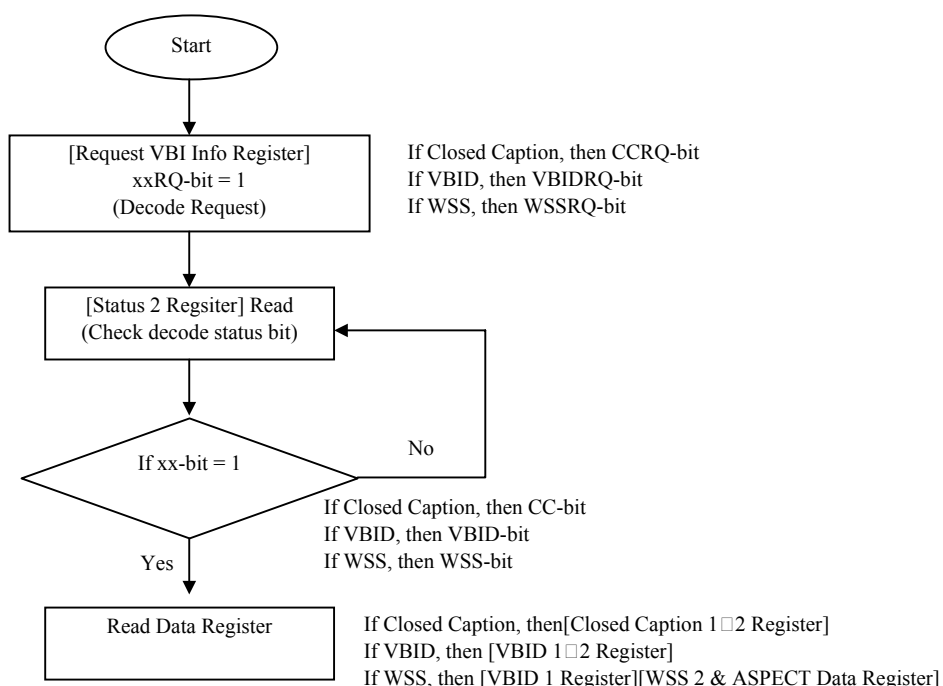 Start
[Request VBI Info Register]
xxRQ-bit = 1
(Decode Request)
If Closed Caption, then CCRQ-bit
If VBID, then VBIDRQ-bit
If WSS, then WSSRQ-bit
[Status 2 Regsiter] Read
(Check decode status bit)
If xx-bit = 1
No
If Closed Caption, then CC-bit
If VBID, then VBID-bit
If WSS, then WSS-bit
Yes
Read Data Register
If Closed Caption, then[Closed Caption 1□2 Register]
If VBID, then [VBID 1□2 Register]
If WSS, then [VBID 1 Register][WSS 2 & ASPECT Data Register]